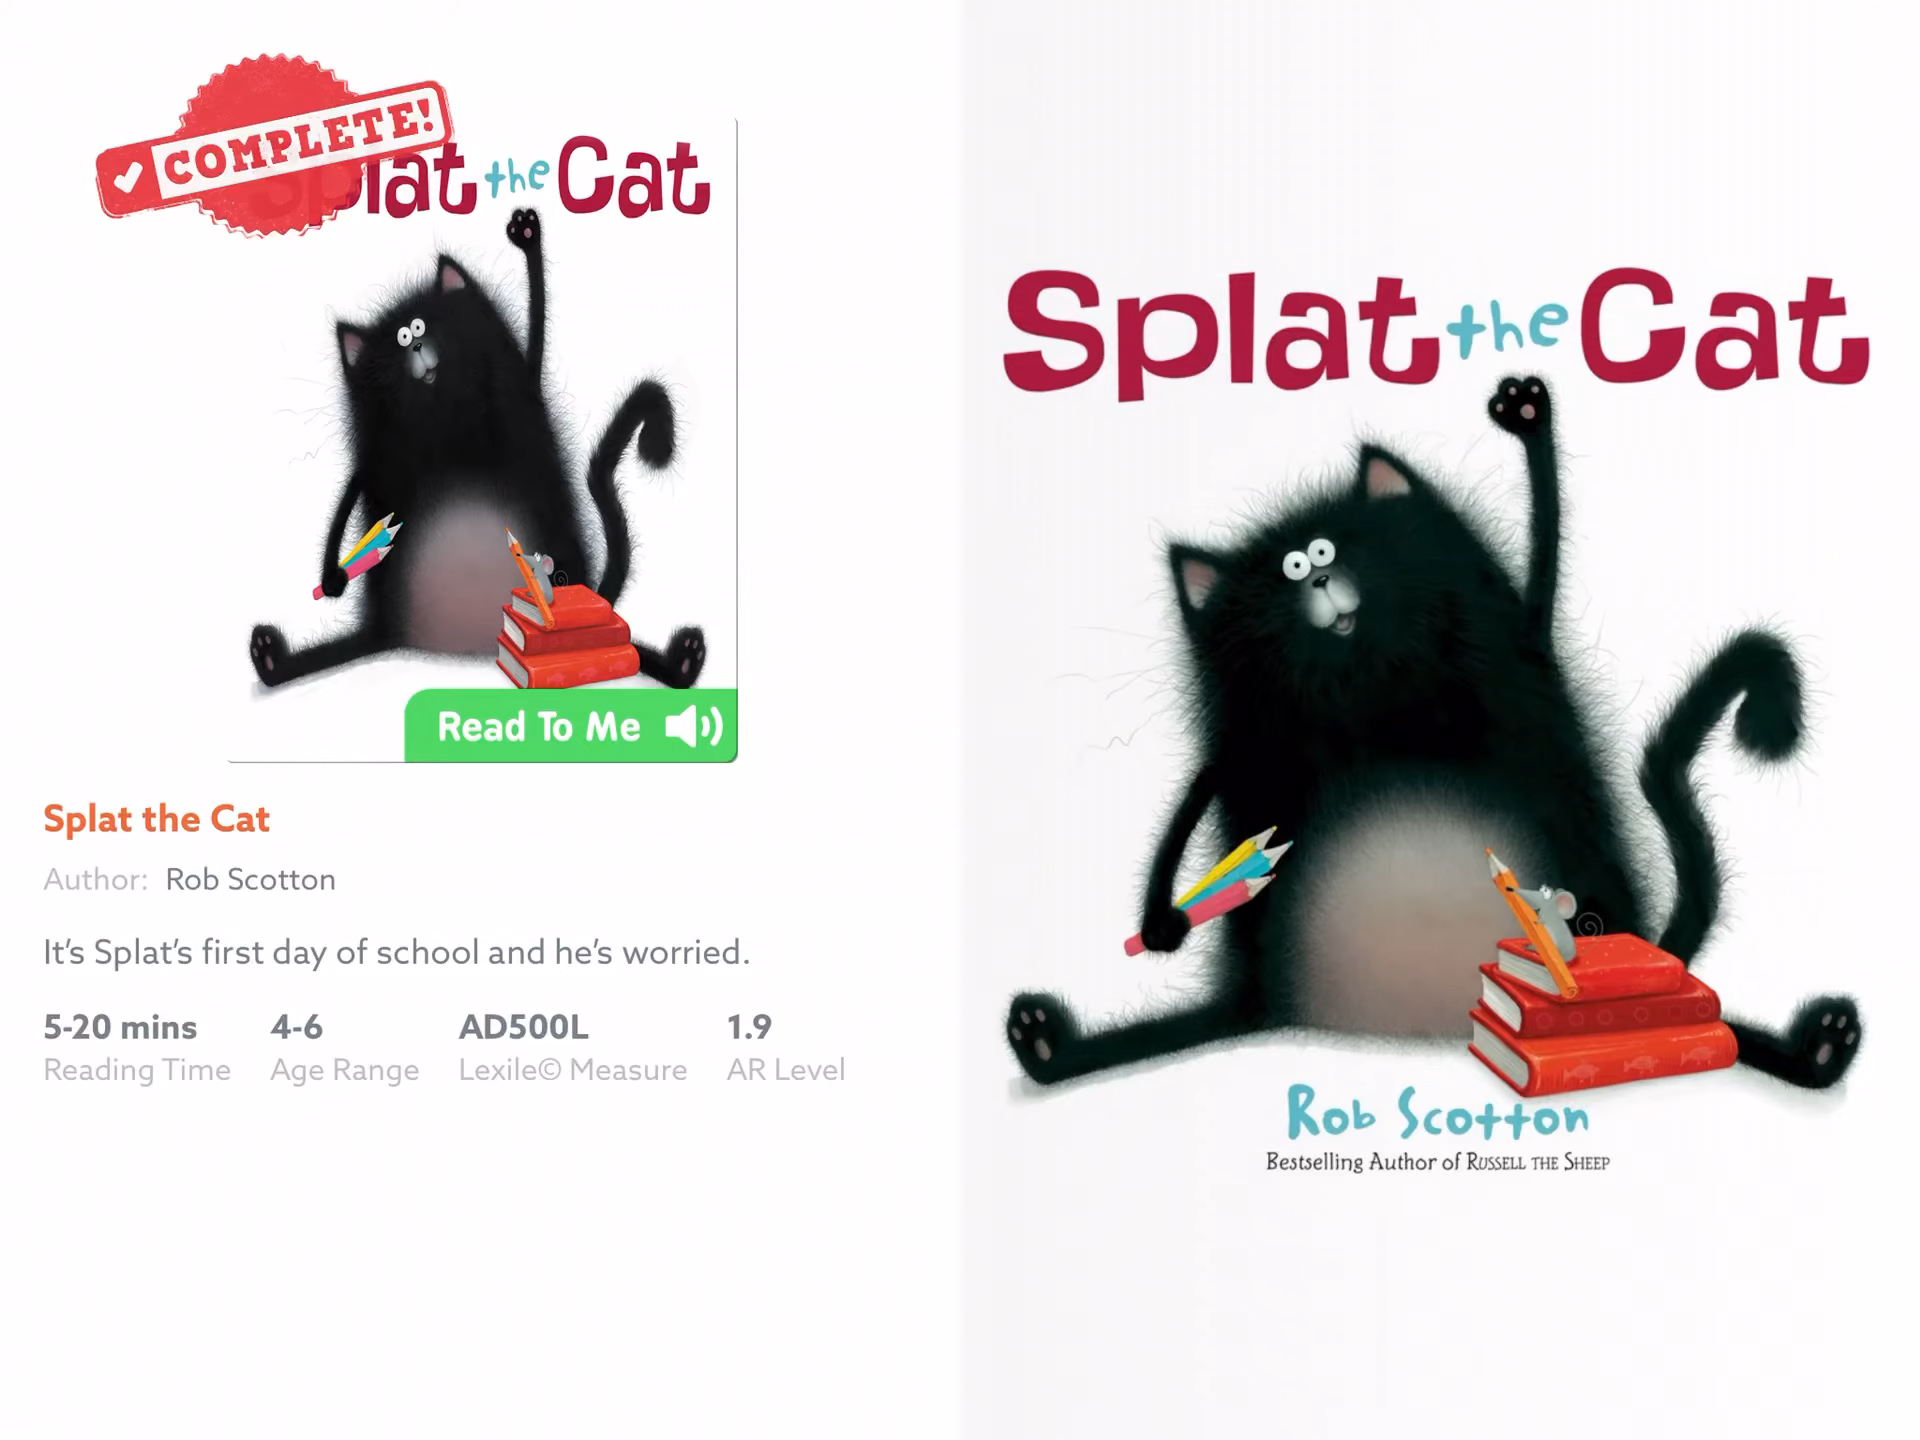 COMPLETE!
Splat the Cat
Read To Me
Splat the Cat
Author: Rob Scotton
It's Splat's first day of school and he's worried.
5-20 mins 4-6 AD500L 1.9
Reading Time Age Range Lexile© Measure AR Level
Splat the Cat
Rob Scotton
Bestselling Author of RUSSELL THE SHEEP